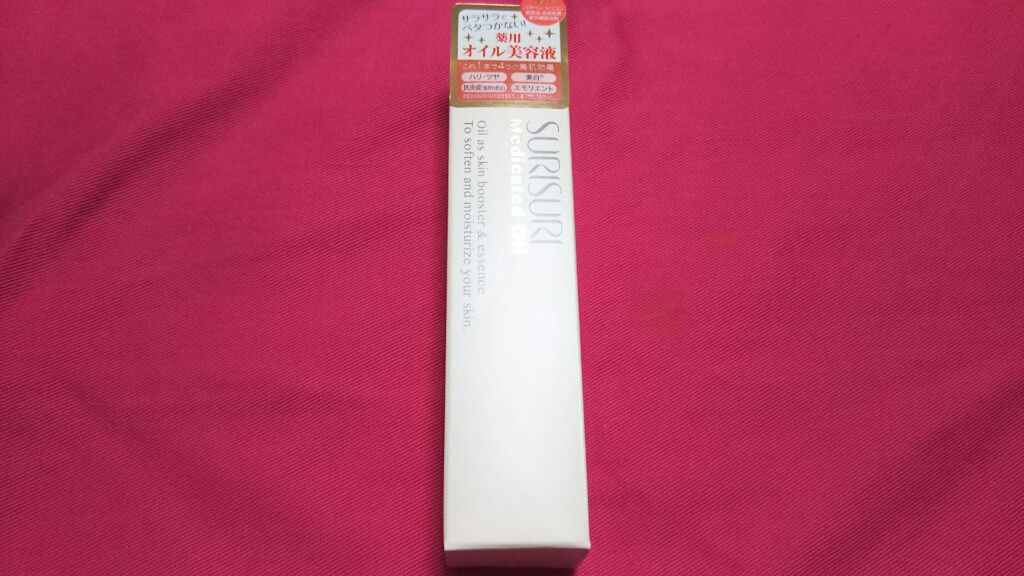 サラサラで
ベタつかない!
薬用
オイル美容液
これ1本で4つの美肌効果
ハリ・ツヤ
美白※
抗炎症
エモリエント
SURISURI
Medicated Oil
Oil as skin booster & essence.
To soften and moisturize your skin.